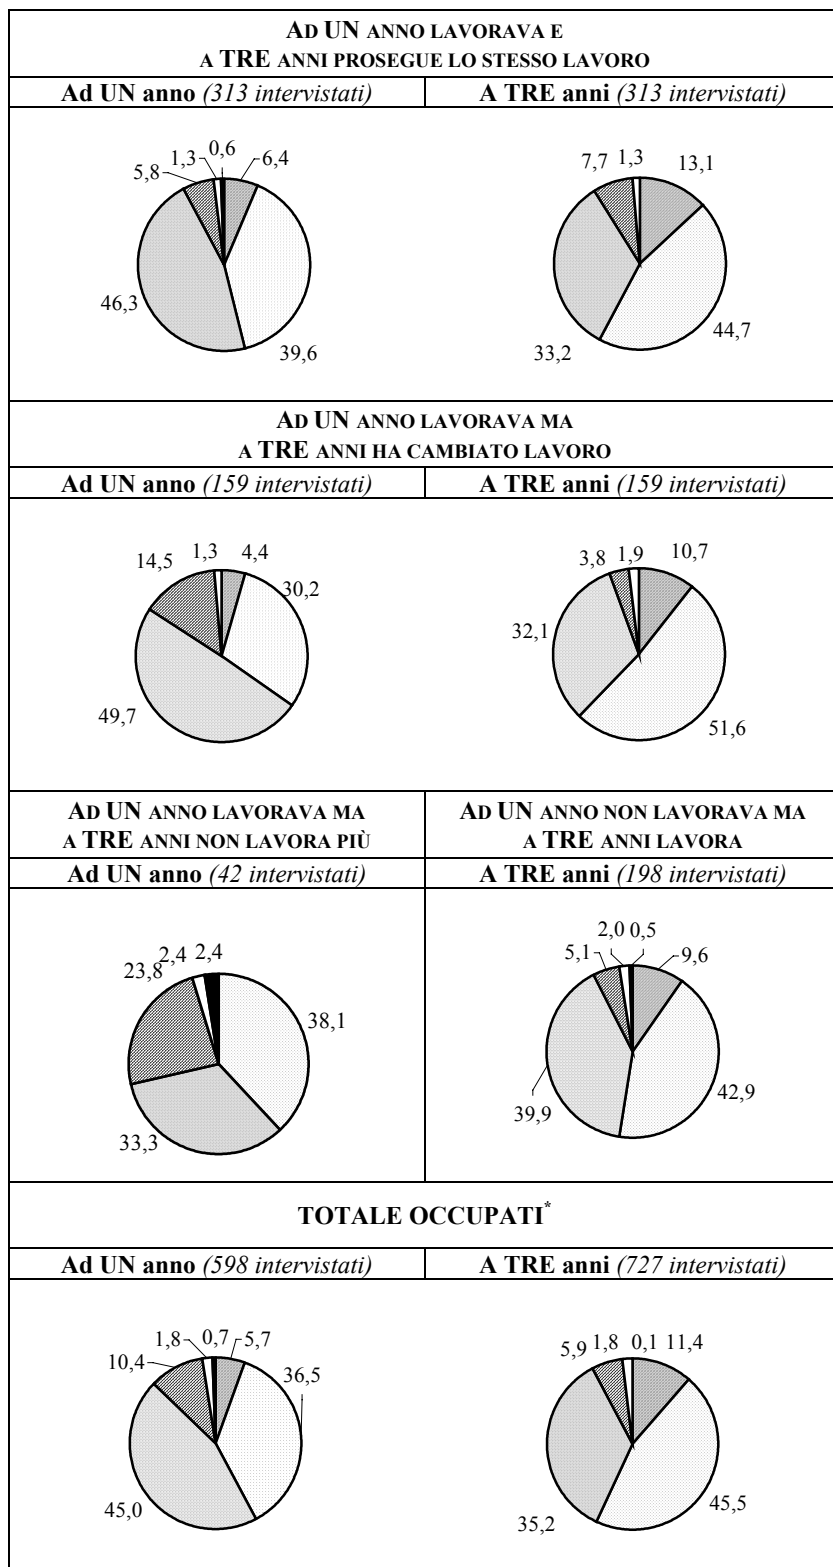 AD UN ANNO LAVORAVA E
A TRE ANNI PROSEGUE LO STESSO LAVORO
Ad UN anno (313 intervistati)
A TRE anni (313 intervistati)
5,8
1,3
0,6
6,4
46,3
39,6
7,7
1,3
13,1
33,2
44,7
AD UN ANNO LAVORAVA MA
A TRE ANNI HA CAMBIATO LAVORO
Ad UN anno (159 intervistati)
A TRE anni (159 intervistati)
14,5
1,3
4,4
30,2
49,7
3,8
1,9
10,7
32,1
51,6
AD UN ANNO LAVORAVA MA
A TRE ANNI NON LAVORA PIÙ
AD UN ANNO NON LAVORAVA MA
A TRE ANNI LAVORA
Ad UN anno (42 intervistati)
A TRE anni (198 intervistati)
23,8
2,4
2,4
38,1
33,3
5,1
2,0
0,5
9,6
39,9
42,9
TOTALE OCCUPATI*
Ad UN anno (598 intervistati)
A TRE anni (727 intervistati)
10,4
1,8
0,7
5,7
36,5
45,0
5,9
1,8
0,1
11,4
35,2
45,5